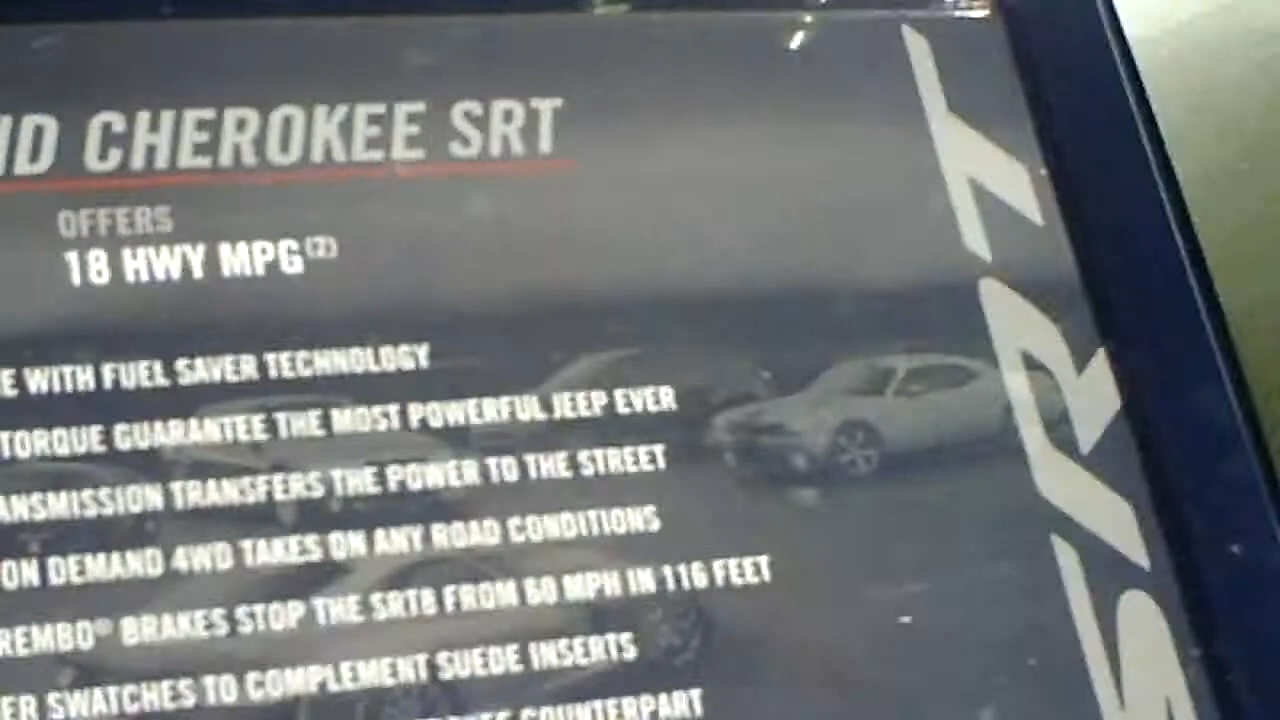 ND CHEROKEE SRT
OFFERS
18 HWY MPG(2)
E WITH FUEL SAVER TECHNOLOGY
TORQUE GUARANTEE THE MOST POWERFUL JEEP EVER
ANSMISSION TRANSFERS THE POWER TO THE STREET
ON DEMAND 4WD TAKES ON ANY ROAD CONDITIONS
REMBO® BRAKES STOP THE SRT8 FROM 60 MPH IN 116 FEET
ER SWATCHES TO COMPLEMENT SUEDE INSERTS
COUNTERPART
SRT